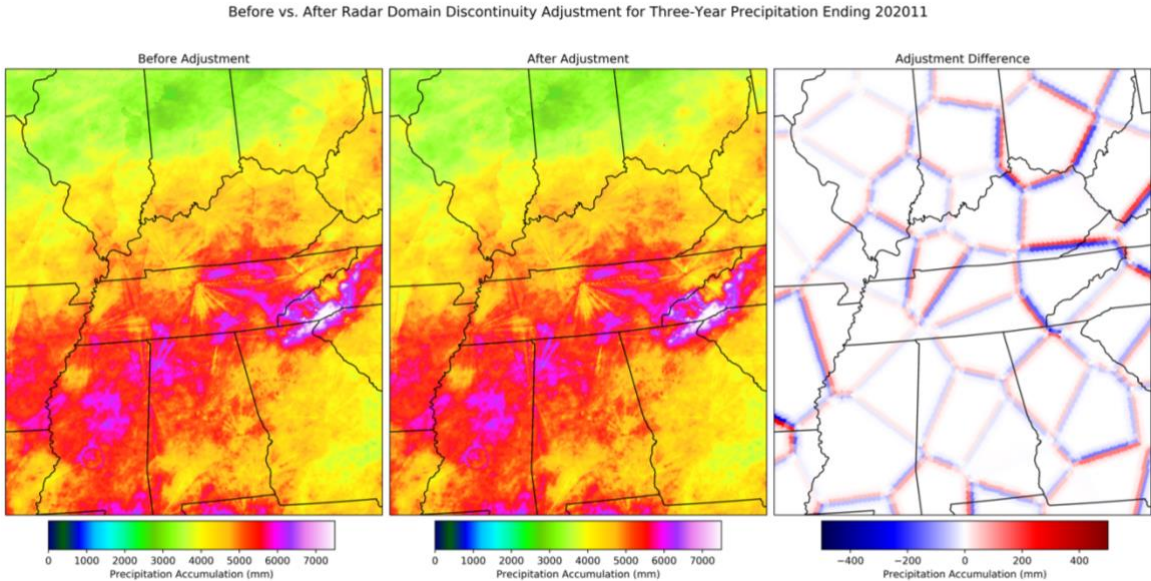 Before vs. After Radar Domain Discontinuity Adjustment for Three-Year Precipitation Ending 202011
Before Adjustment
After Adjustment
Adjustment Difference
0 1000 2000 3000 4000 5000 6000 7000
Precipitation Accumulation (mm)
0 1000 2000 3000 4000 5000 6000 7000
Precipitation Accumulation (mm)
−400 −200 0 200 400
Precipitation Accumulation (mm)